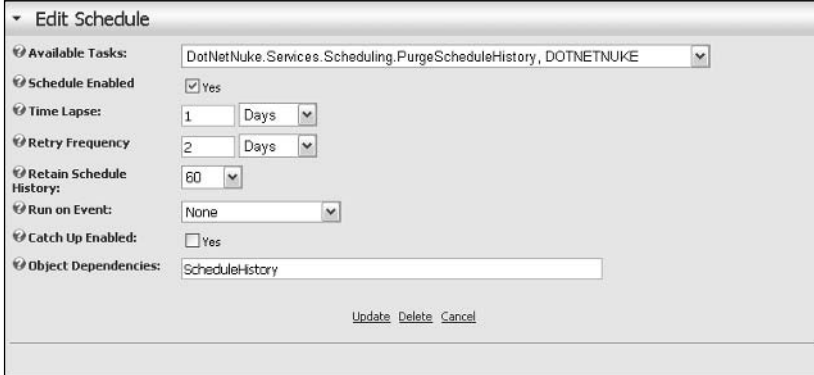 Edit Schedule
Available Tasks: DotNetNuke.Services.Scheduling.PurgeScheduleHistory, DOTNETNUKE
Schedule Enabled Yes
Time Lapse: 1 Days
Retry Frequency 2 Days
Retain Schedule History: 60
Run on Event: None
Catch Up Enabled: Yes
Object Dependencies: ScheduleHistory
Update Delete Cancel